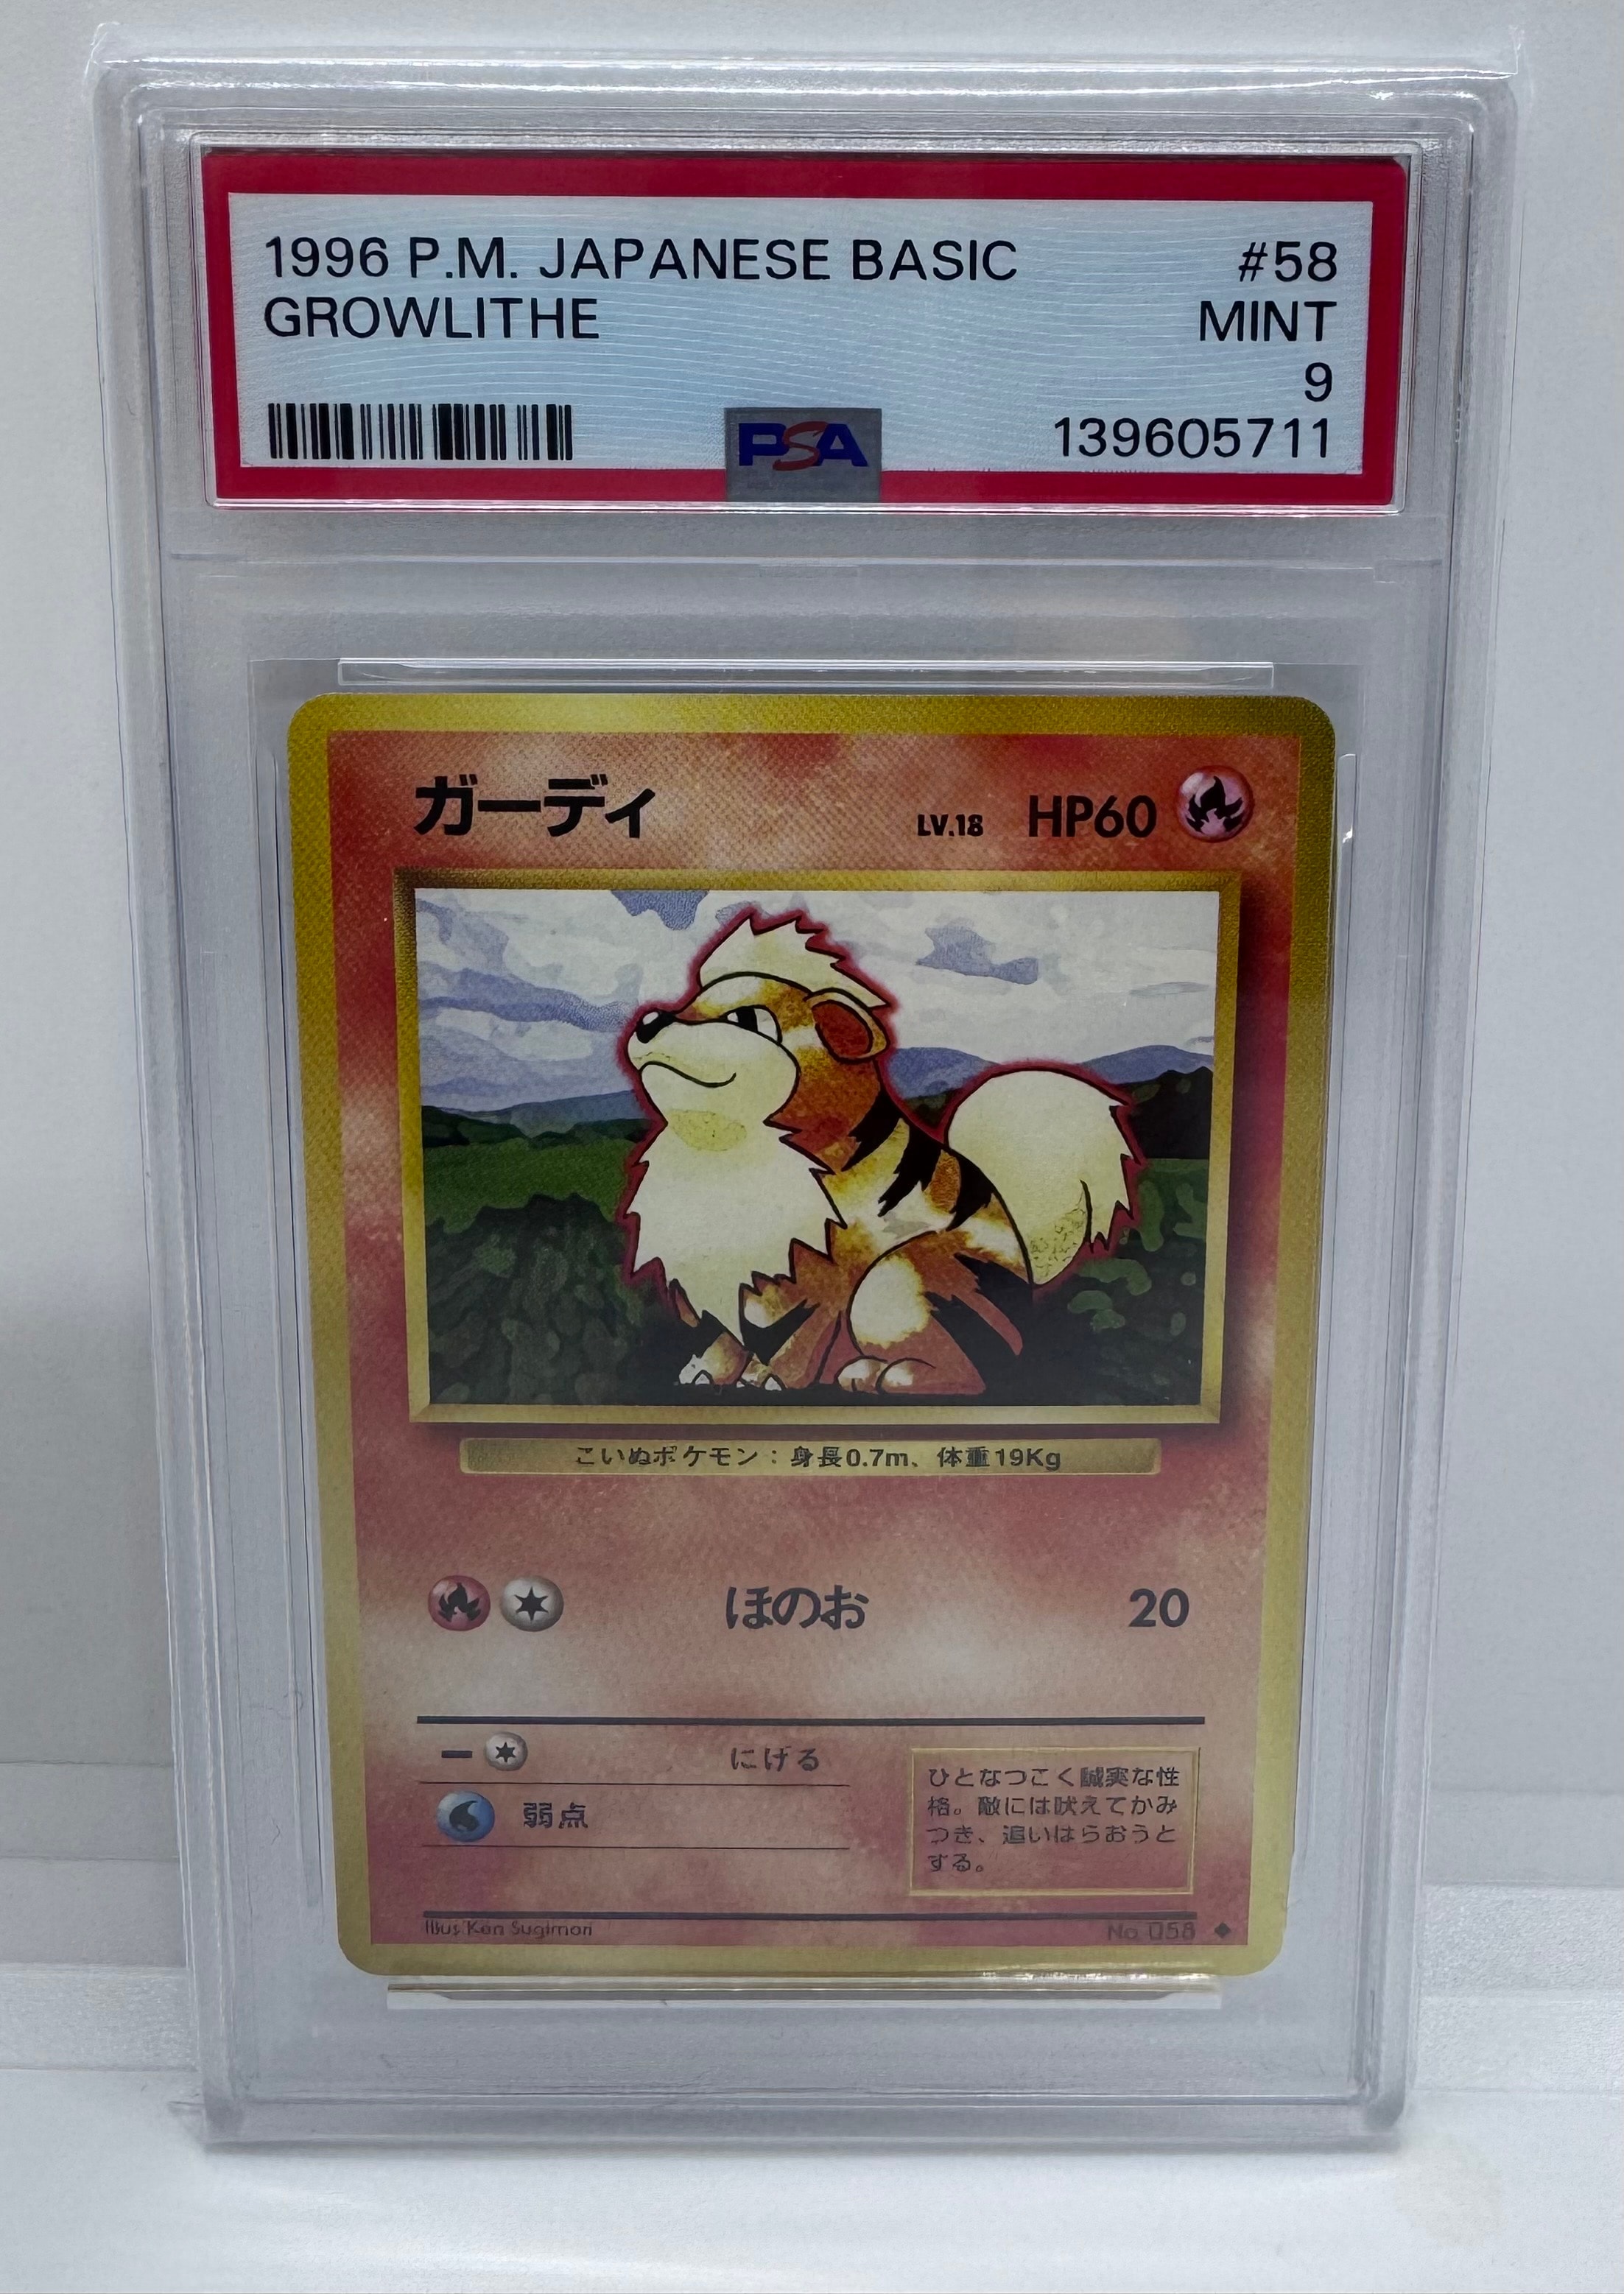 1996 P.M. JAPANESE BASIC #58
GROWLITHE MINT
9
PSA 139605711
ガーディ LV.18 HP60
こいぬポケモン：身長0.7m、体重19Kg
ほのお 20
にげる
弱点
ひとなつこく誠実な性
格。敵には吠えてかみ
つき、追いはらおうと
する。
Illus. Ken Sugimori No.058